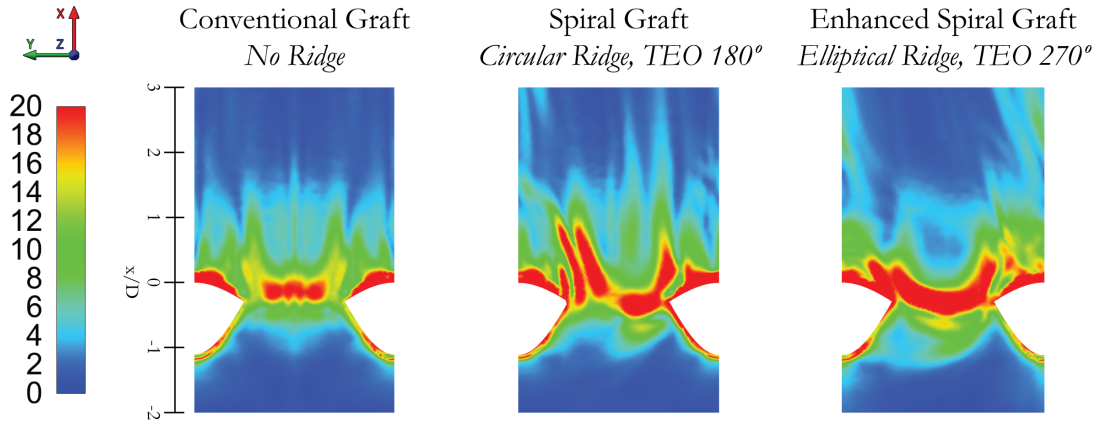 X
Y
Z
Conventional Graft
No Ridge
Spiral Graft
Circular Ridge, TEO 180º
Enhanced Spiral Graft
Elliptical Ridge, TEO 270º
20
18
16
14
12
10
8
6
4
2
0
3
2
1
0
-1
-2
x/D